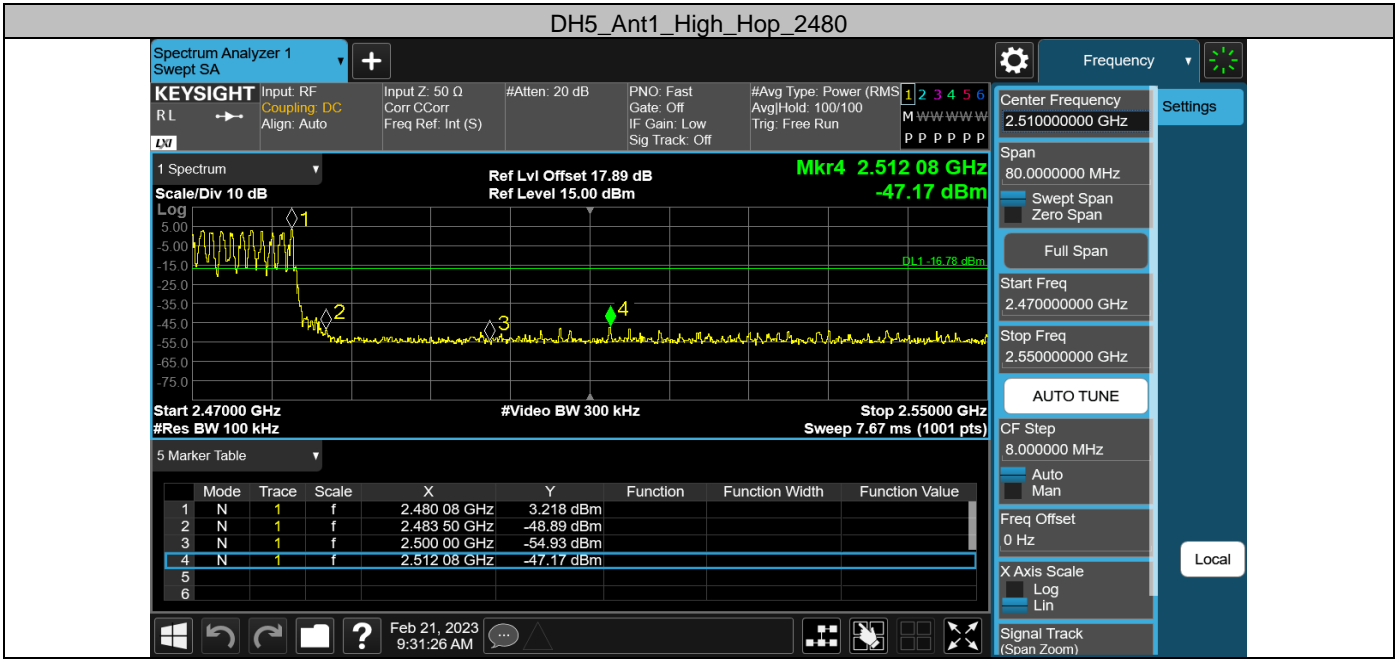 DH5_Ant1_High_Hop_2480
Spectrum Analyzer 1
Swept SA
Frequency
KEYSIGHT
RL
LXI
Input: RF
Coupling: DC
Align: Auto
Input Z: 50 Ω
Corr CCorr
Freq Ref: Int (S)
#Atten: 20 dB
PNO: Fast
Gate: Off
IF Gain: Low
Sig Track: Off
#Avg Type: Power (RMS
Avg|Hold: 100/100
Trig: Free Run
1 2 3 4 5 6
M W W W W W
P P P P P P
Center Frequency
2.510000000 GHz
Settings
Span
80.0000000 MHz
Swept Span
Zero Span
Full Span
Start Freq
2.470000000 GHz
Stop Freq
2.550000000 GHz
AUTO TUNE
CF Step
8.000000 MHz
Auto
Man
Freq Offset
0 Hz
X Axis Scale
Log
Lin
Signal Track
(Span Zoom)
Local
1 Spectrum
Scale/Div 10 dB
Ref Lvl Offset 17.89 dB
Ref Level 15.00 dBm
Mkr4 2.512 08 GHz
-47.17 dBm
Log
5.00
-5.00
-15.0
-25.0
-35.0
-45.0
-55.0
-65.0
-75.0
1
2
3
4
DL1 -16.78 dBm
Start 2.47000 GHz
#Video BW 300 kHz
Stop 2.55000 GHz
#Res BW 100 kHz
Sweep 7.67 ms (1001 pts)
5 Marker Table
Mode Trace Scale X Y Function Function Width Function Value
1 N 1 f 2.480 08 GHz 3.218 dBm
2 N 1 f 2.483 50 GHz -48.89 dBm
3 N 1 f 2.500 00 GHz -54.93 dBm
4 N 1 f 2.512 08 GHz -47.17 dBm
5
6
?
Feb 21, 2023
9:31:26 AM